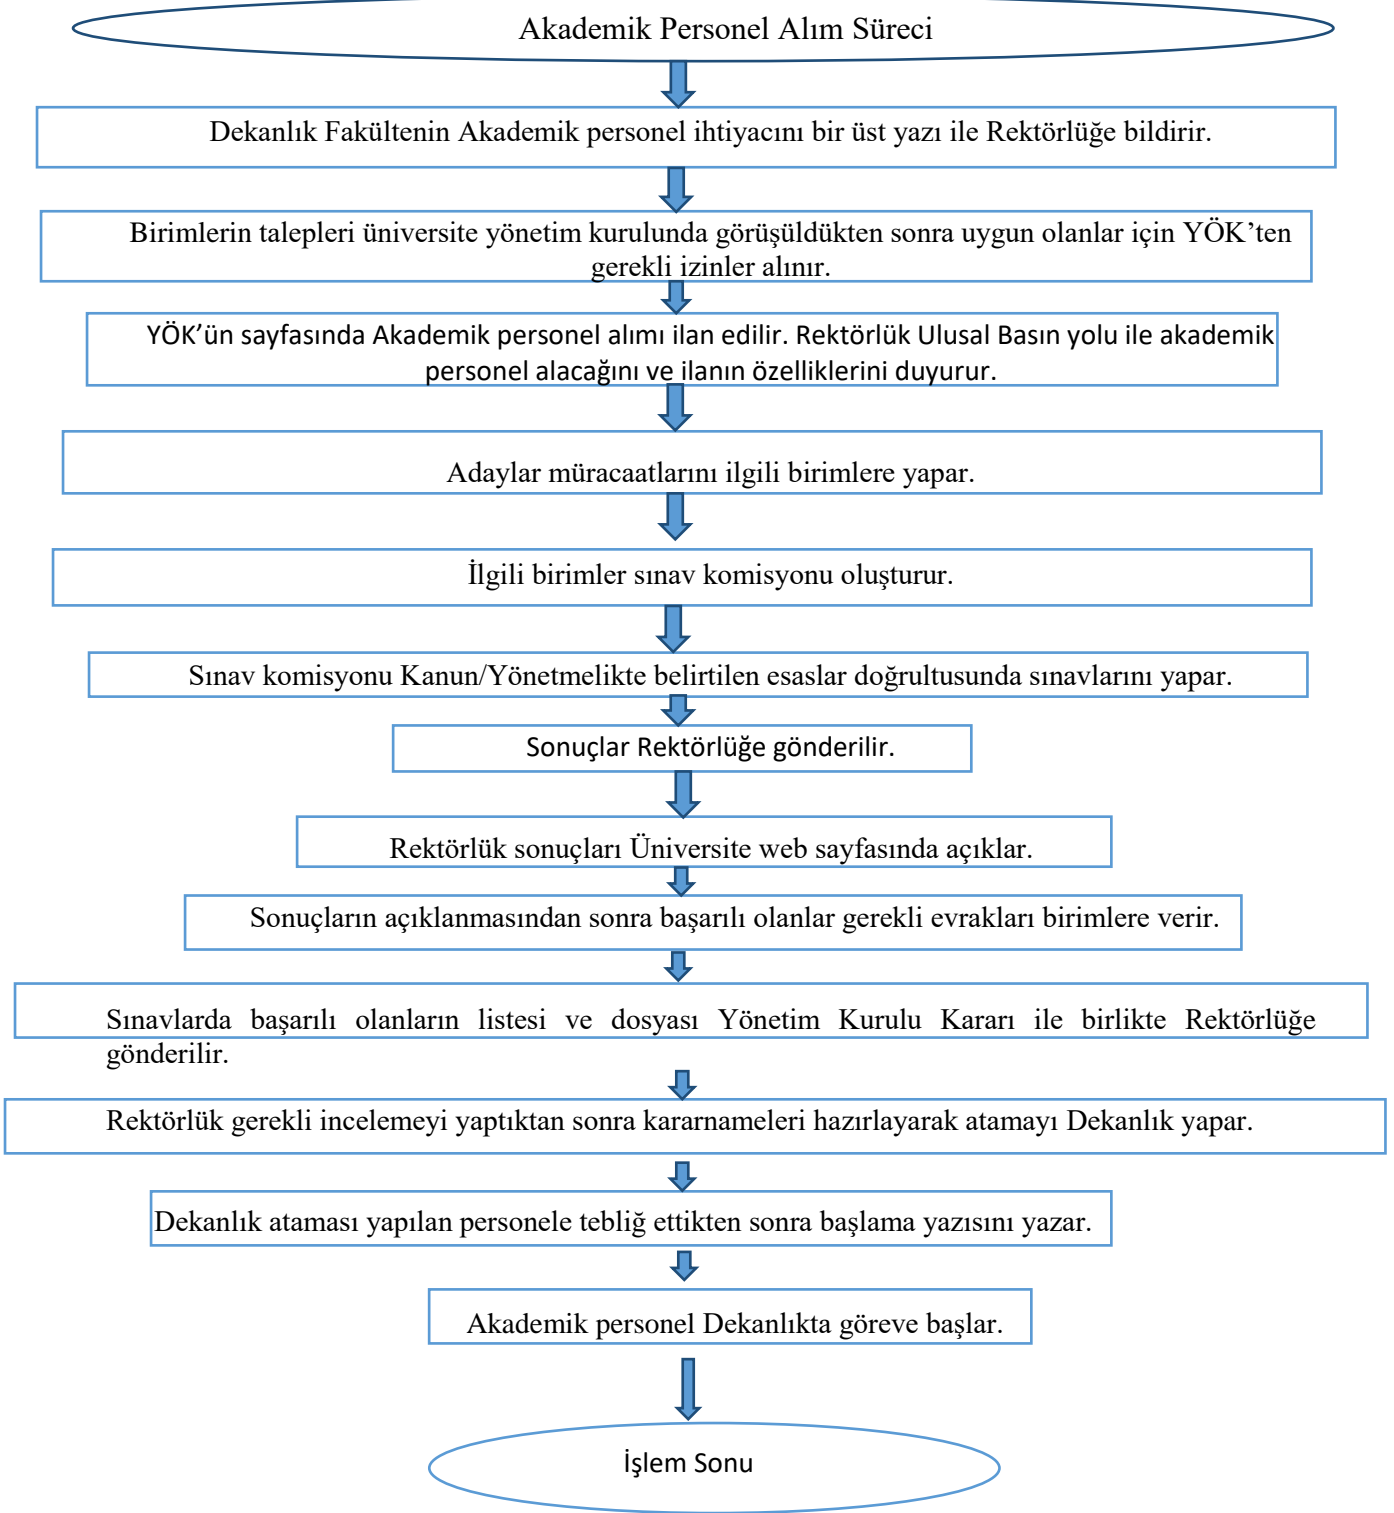 Akademik Personel Alım Süreci
Dekanlık Fakültenin Akademik personel ihtiyacını bir üst yazı ile Rektörlüğe bildirir.
Birimlerin talepleri üniversite yönetim kurulunda görüşüldükten sonra uygun olanlar için YÖK’ten
gerekli izinler alınır.
YÖK’ün sayfasında Akademik personel alımı ilan edilir. Rektörlük Ulusal Basın yolu ile akademik
personel alacağını ve ilanın özelliklerini duyurur.
Adaylar müracaatlarını ilgili birimlere yapar.
İlgili birimler sınav komisyonu oluşturur.
Sınav komisyonu Kanun/Yönetmelikte belirtilen esaslar doğrultusunda sınavlarını yapar.
Sonuçlar Rektörlüğe gönderilir.
Rektörlük sonuçları Üniversite web sayfasında açıklar.
Sonuçların açıklanmasından sonra başarılı olanlar gerekli evrakları birimlere verir.
Sınavlarda başarılı olanların listesi ve dosyası Yönetim Kurulu Kararı ile birlikte Rektörlüğe
gönderilir.
Rektörlük gerekli incelemeyi yaptıktan sonra kararnameleri hazırlayarak atamayı Dekanlık yapar.
Dekanlık ataması yapılan personele tebliğ ettikten sonra başlama yazısını yazar.
Akademik personel Dekanlıkta göreve başlar.
İşlem Sonu